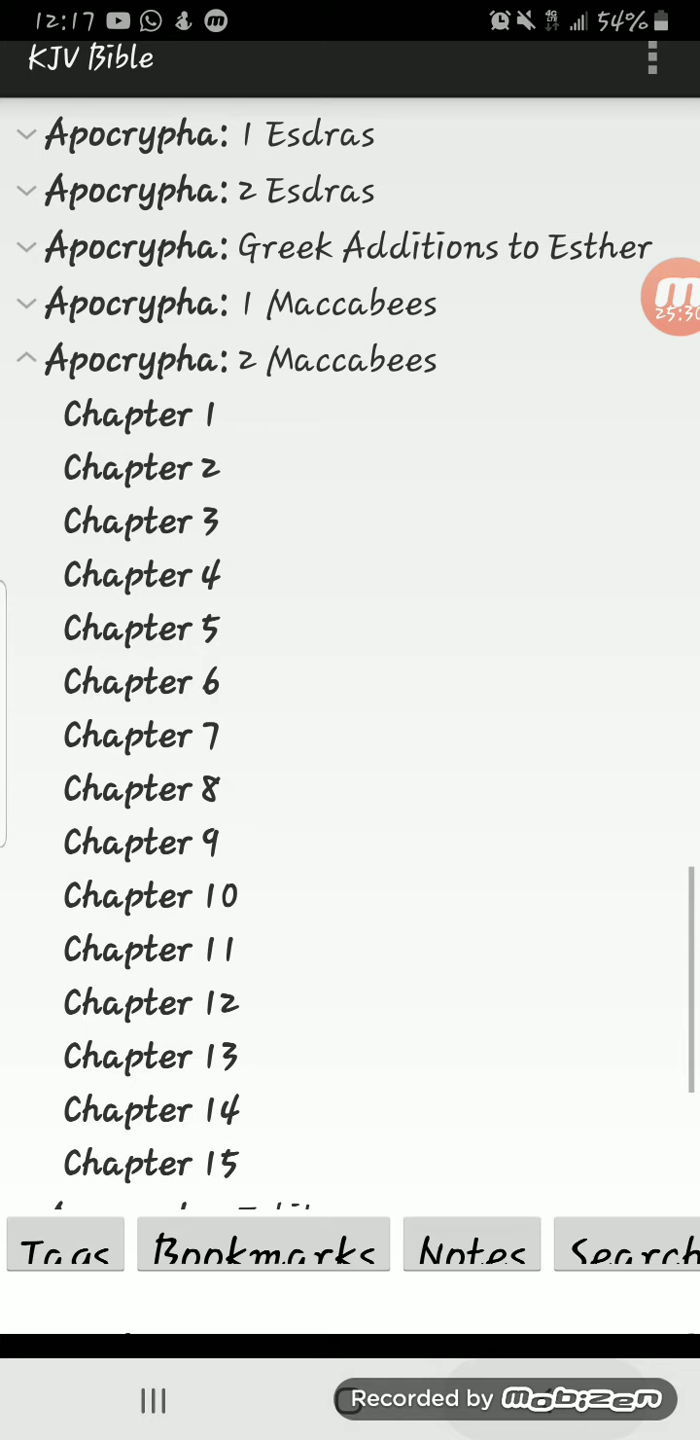 12:17 54%
KJV Bible
Apocrypha: 1 Esdras
Apocrypha: 2 Esdras
Apocrypha: Greek Additions to Esther
Apocrypha: 1 Maccabees
25:30
Apocrypha: 2 Maccabees
Chapter 1
Chapter 2
Chapter 3
Chapter 4
Chapter 5
Chapter 6
Chapter 7
Chapter 8
Chapter 9
Chapter 10
Chapter 11
Chapter 12
Chapter 13
Chapter 14
Chapter 15
Tags Bookmarks Notes Search
Recorded by mobizen